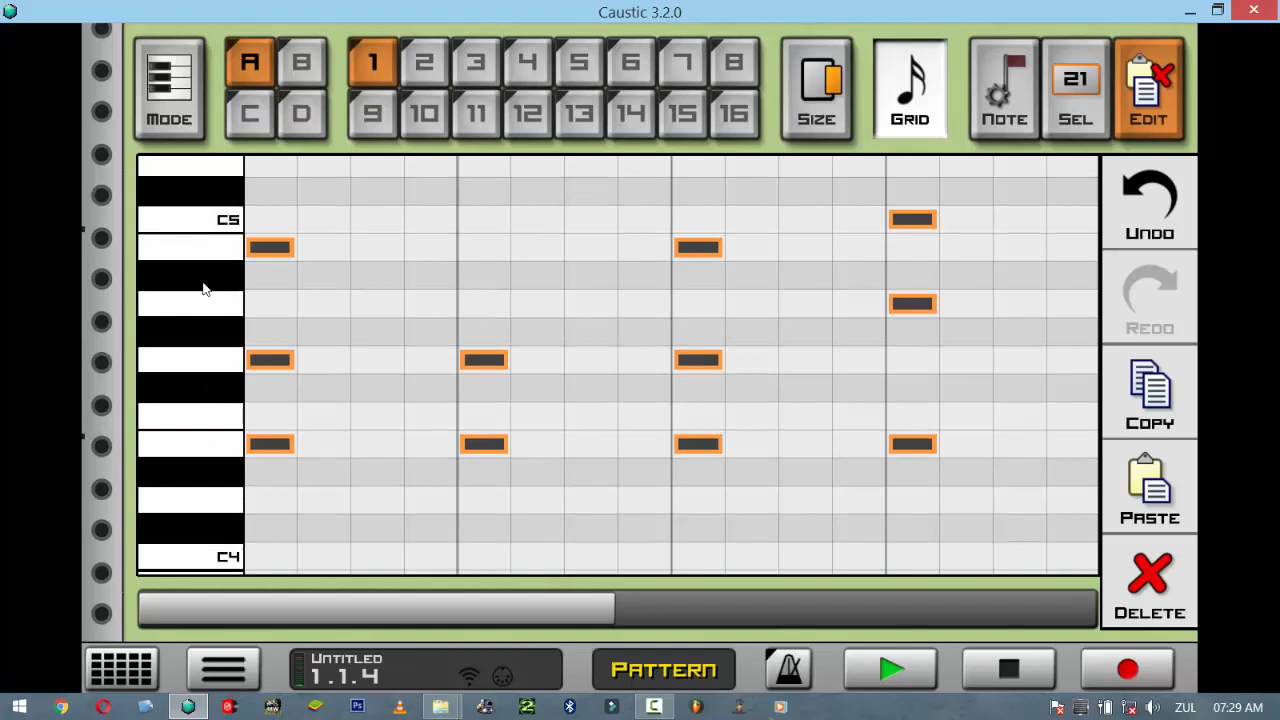 Caustic 3.2.0
MODE
A B
C D
1 2 3 4 5 6 7 8
9 10 11 12 13 14 15 16
SIZE
GRID
NOTE
21
SEL
EDIT
C5
C4
UNDO
REDO
COPY
PASTE
DELETE
UNTITLED
1.1.4
PATTERN
ZUL 07:29 AM